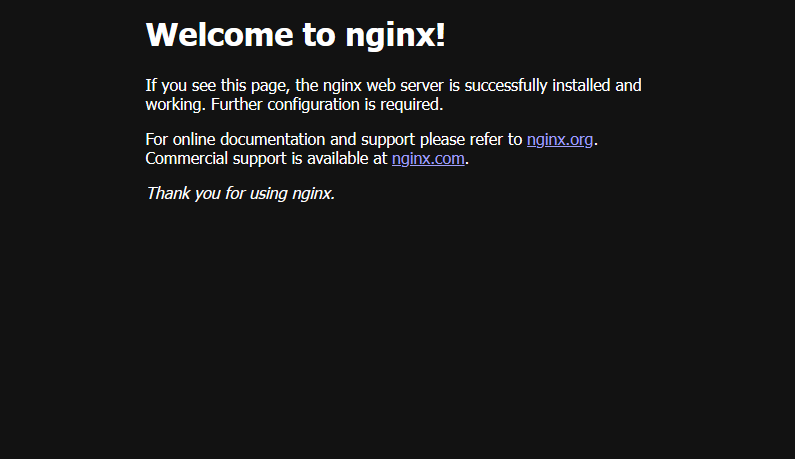 Welcome to nginx!
If you see this page, the nginx web server is successfully installed and
working. Further configuration is required.
For online documentation and support please refer to nginx.org.
Commercial support is available at nginx.com.
Thank you for using nginx.